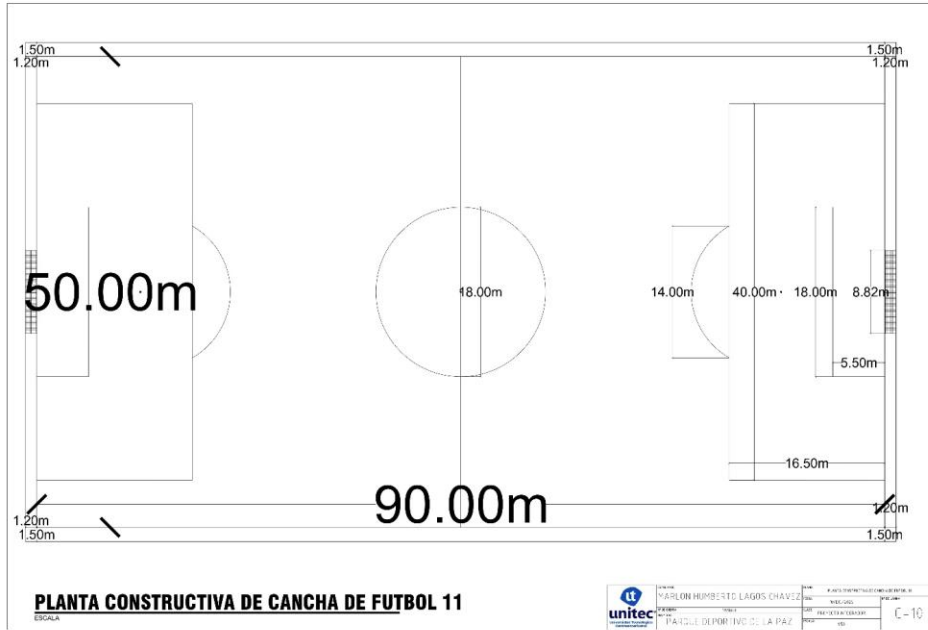 1.50m
1.20m
1.50m
1.20m
50.00m
18.00m
14.00m
40.00m
18.00m
8.82m
5.50m
16.50m
90.00m
1.20m
1.50m
1.20m
1.50m
PLANTA CONSTRUCTIVA DE CANCHA DE FUTBOL 11
ESCALA
unitec
MARLON HUMBERTO LAGOS CHAVEZ
PARQUE DEPORTIVO DE LA PAZ
C-10